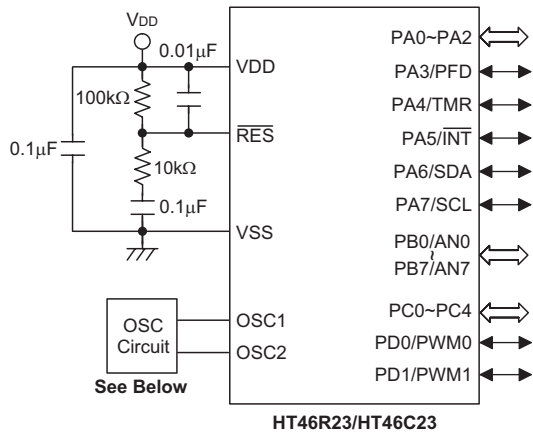 VDD
0.01μF
VDD
100kΩ
RES
0.1μF
10kΩ
0.1μF
VSS
OSC
Circuit
OSC1
OSC2
See Below
PA0~PA2
PA3/PFD
PA4/TMR
PA5/INT
PA6/SDA
PA7/SCL
PB0/AN0
~
PB7/AN7
PC0~PC4
PD0/PWM0
PD1/PWM1
HT46R23/HT46C23